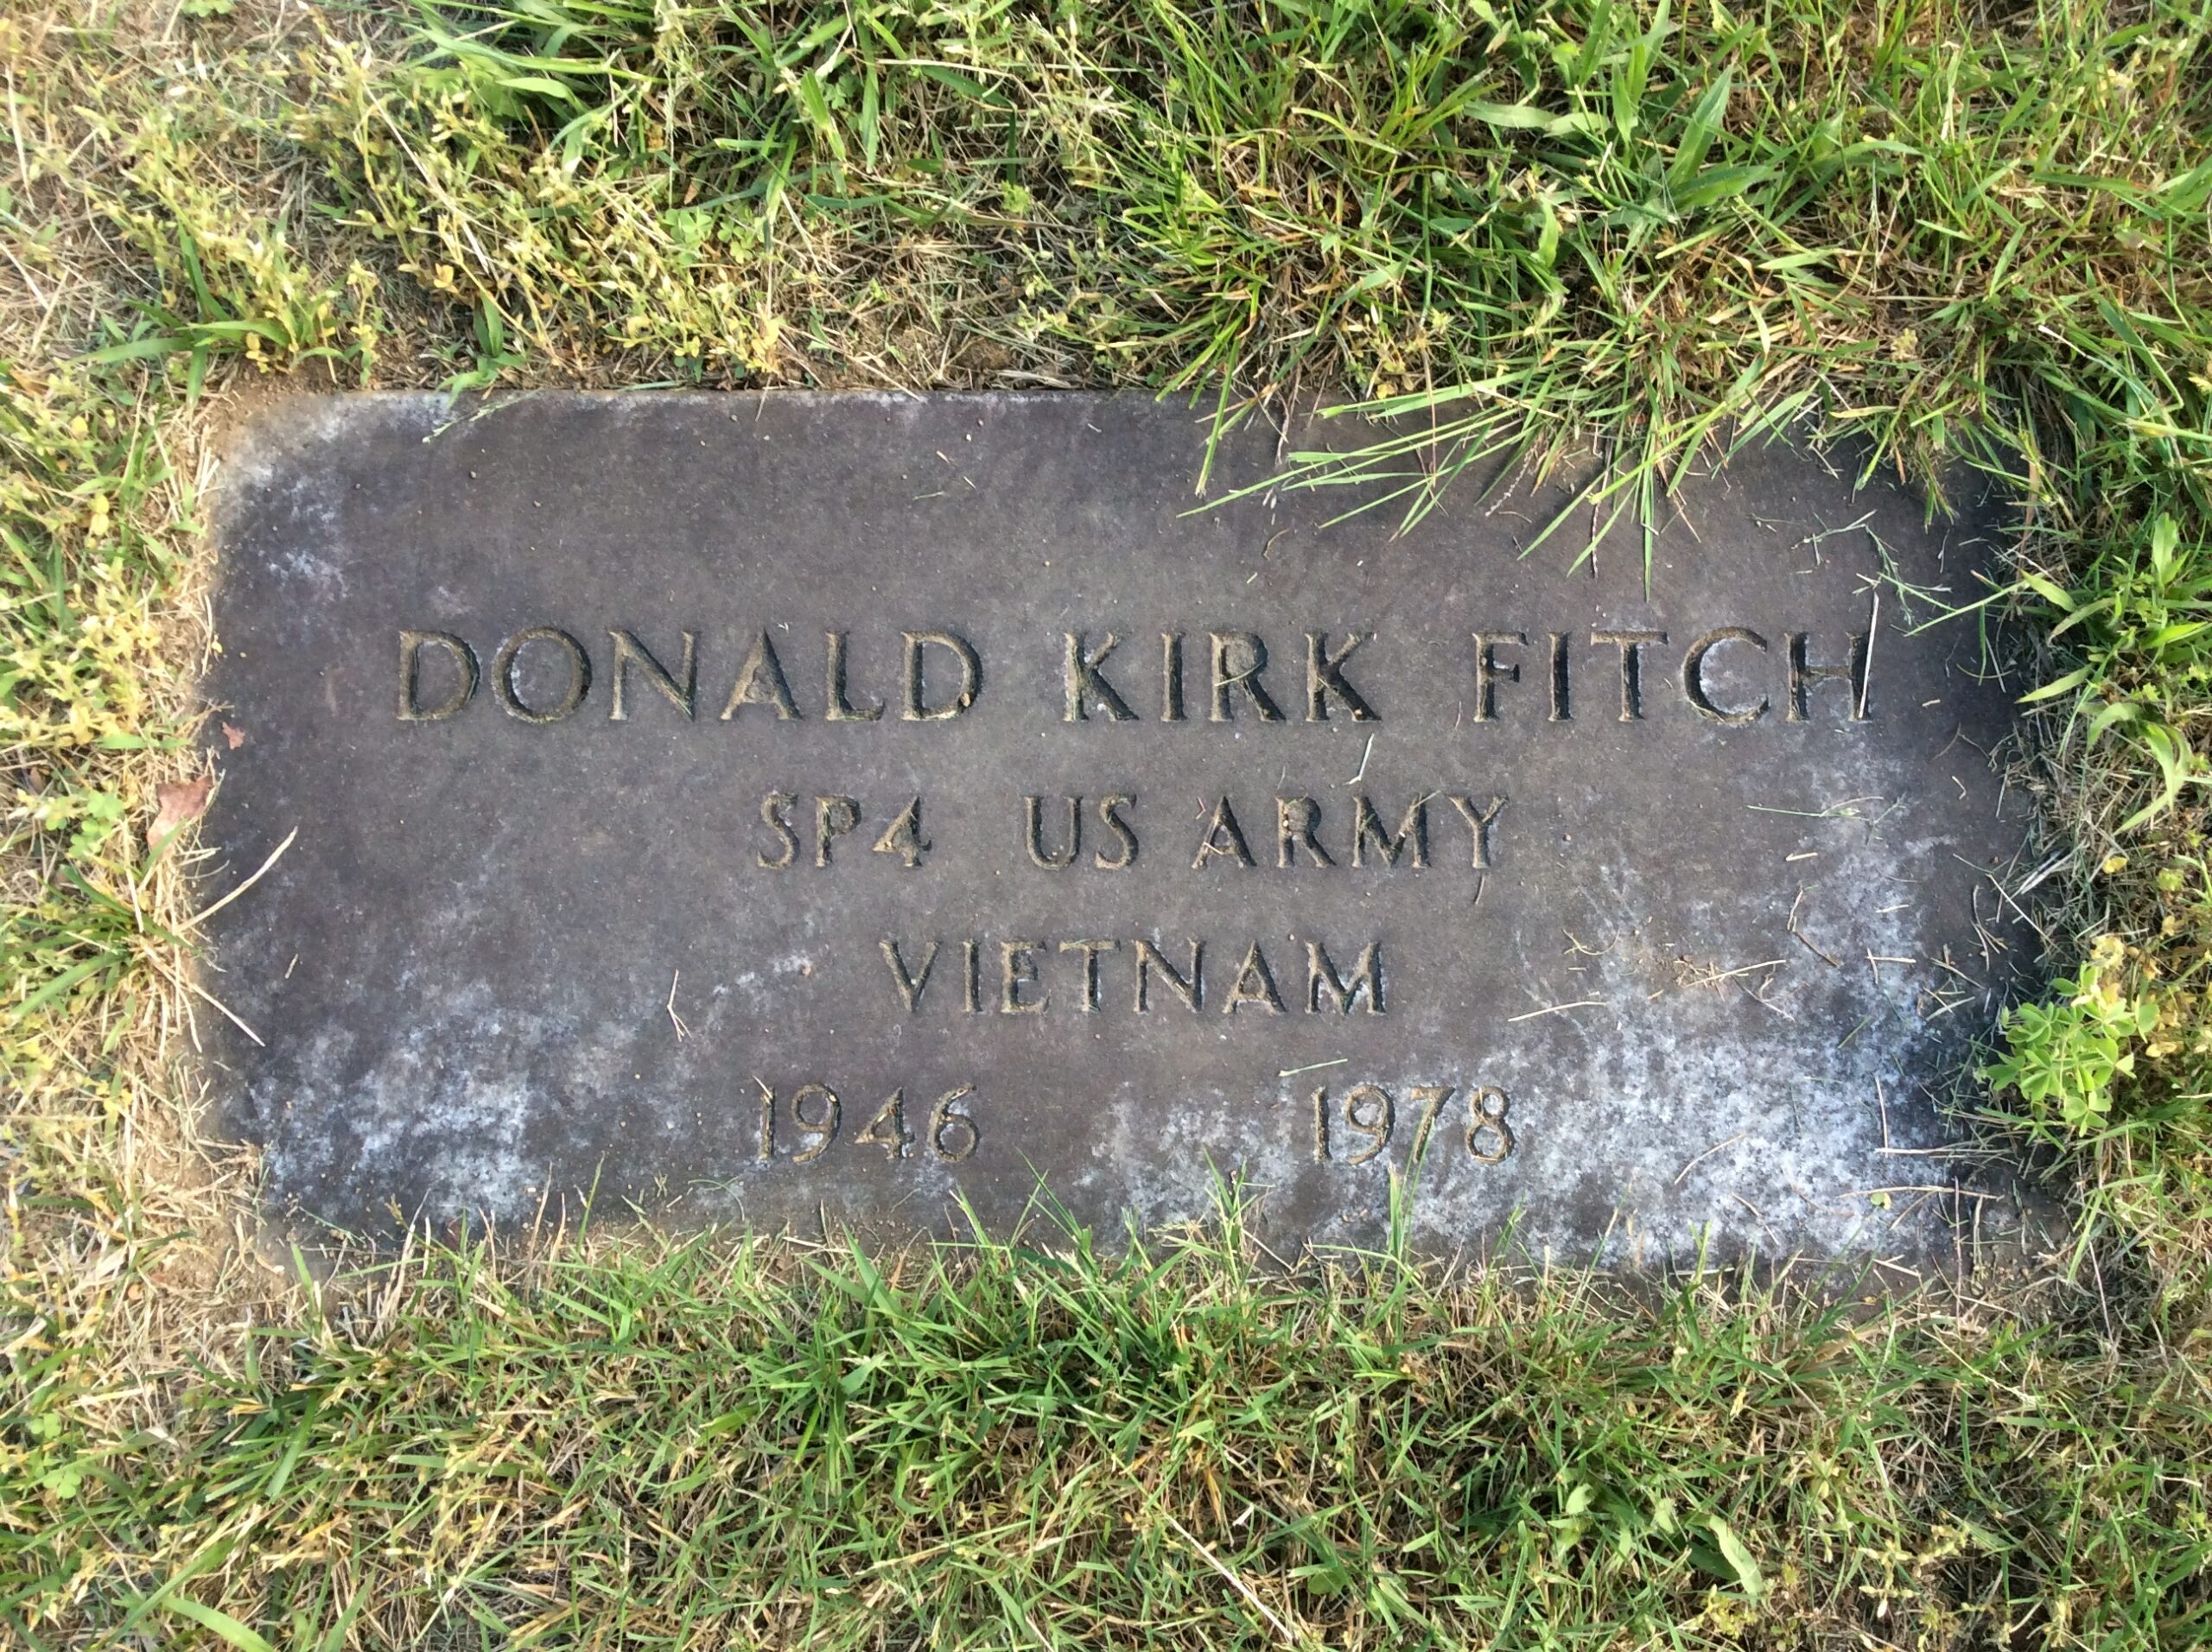 DONALD KIRK FITCH
SP4 US ARMY
VIETNAM
1946 1978